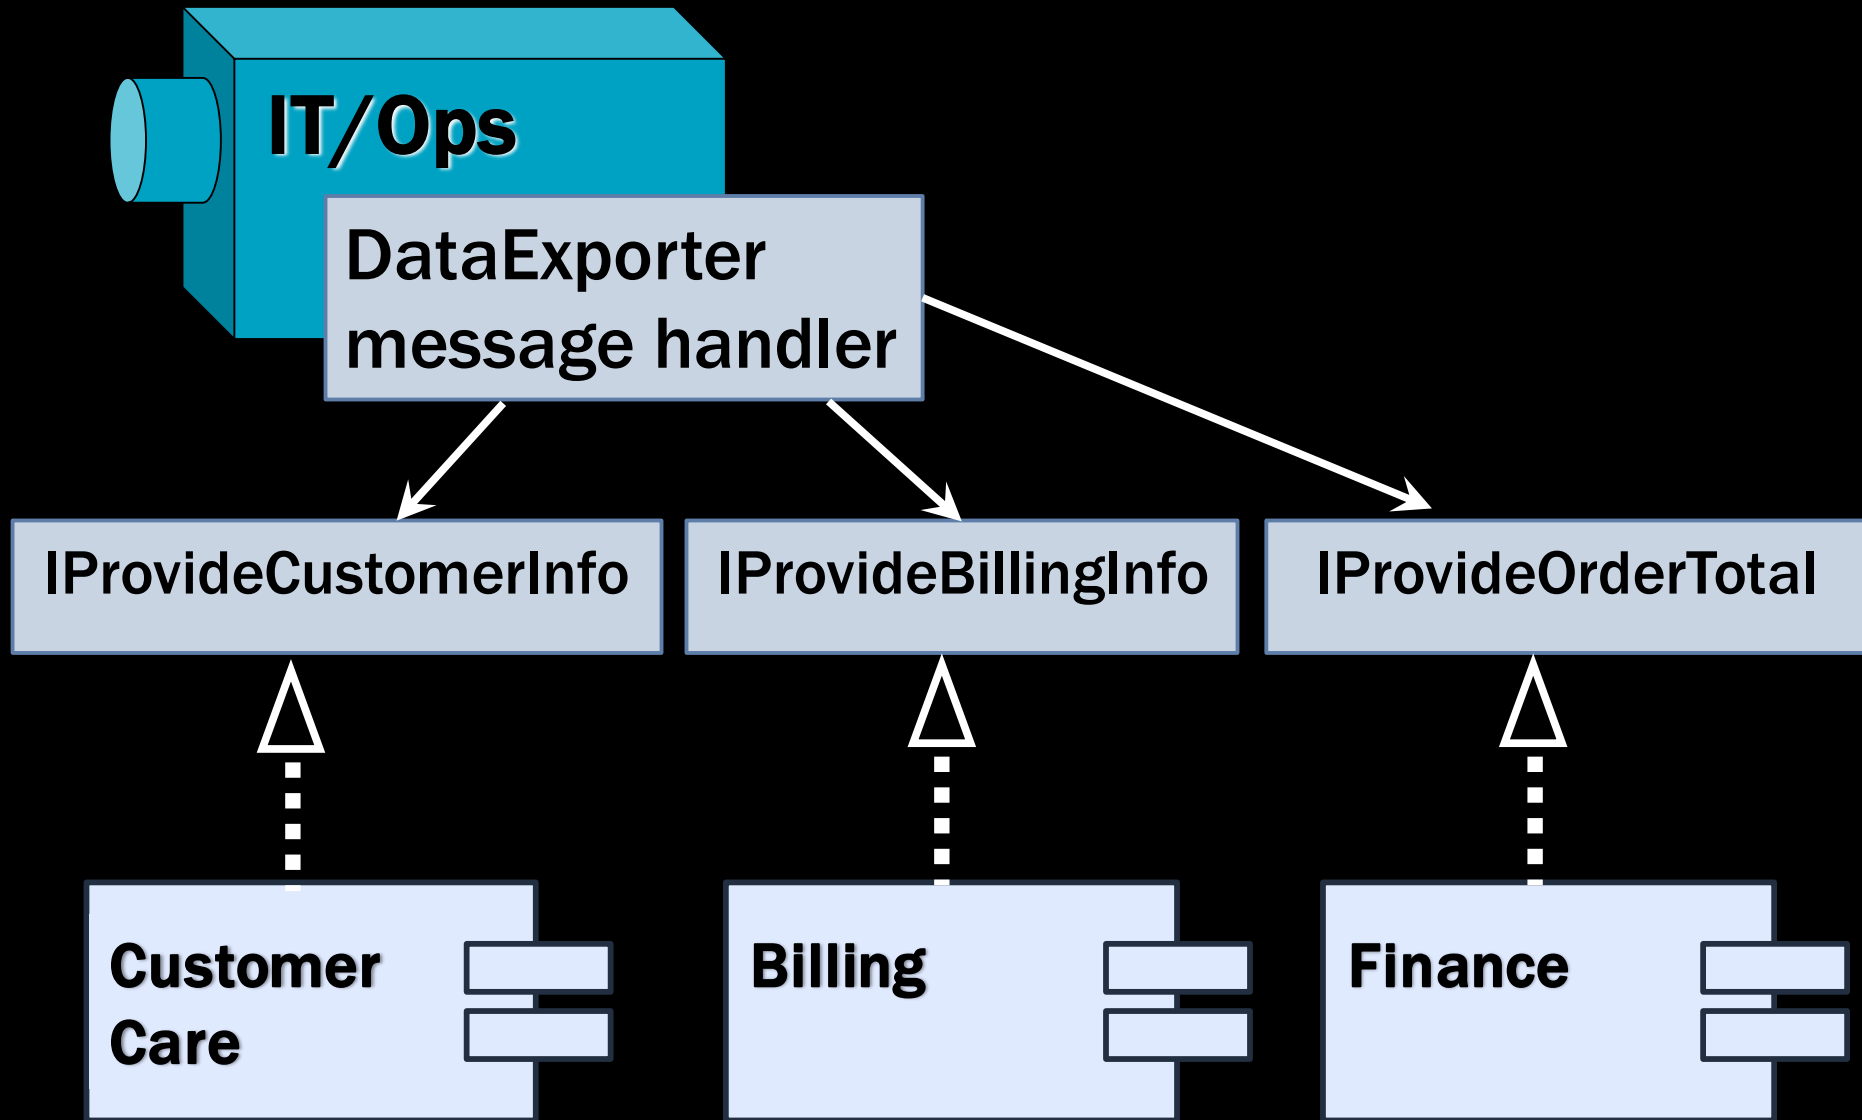 IT/Ops
DataExporter
message handler
IProvideCustomerInfo
IProvideBillingInfo
IProvideOrderTotal
Customer
Care
Billing
Finance